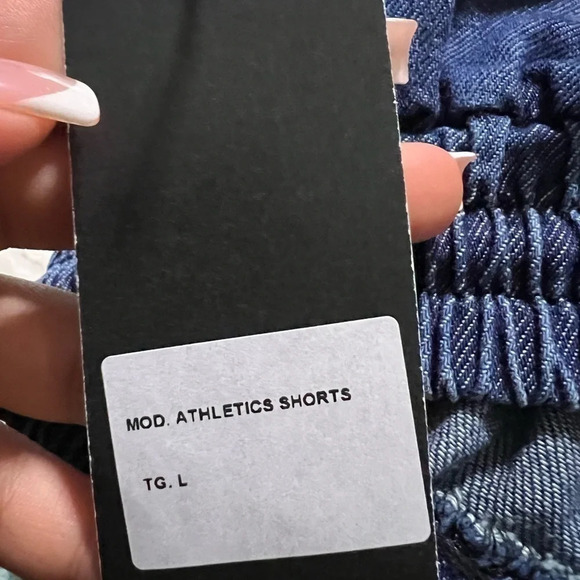 MOD. ATHLETICS SHORTS
TG. L